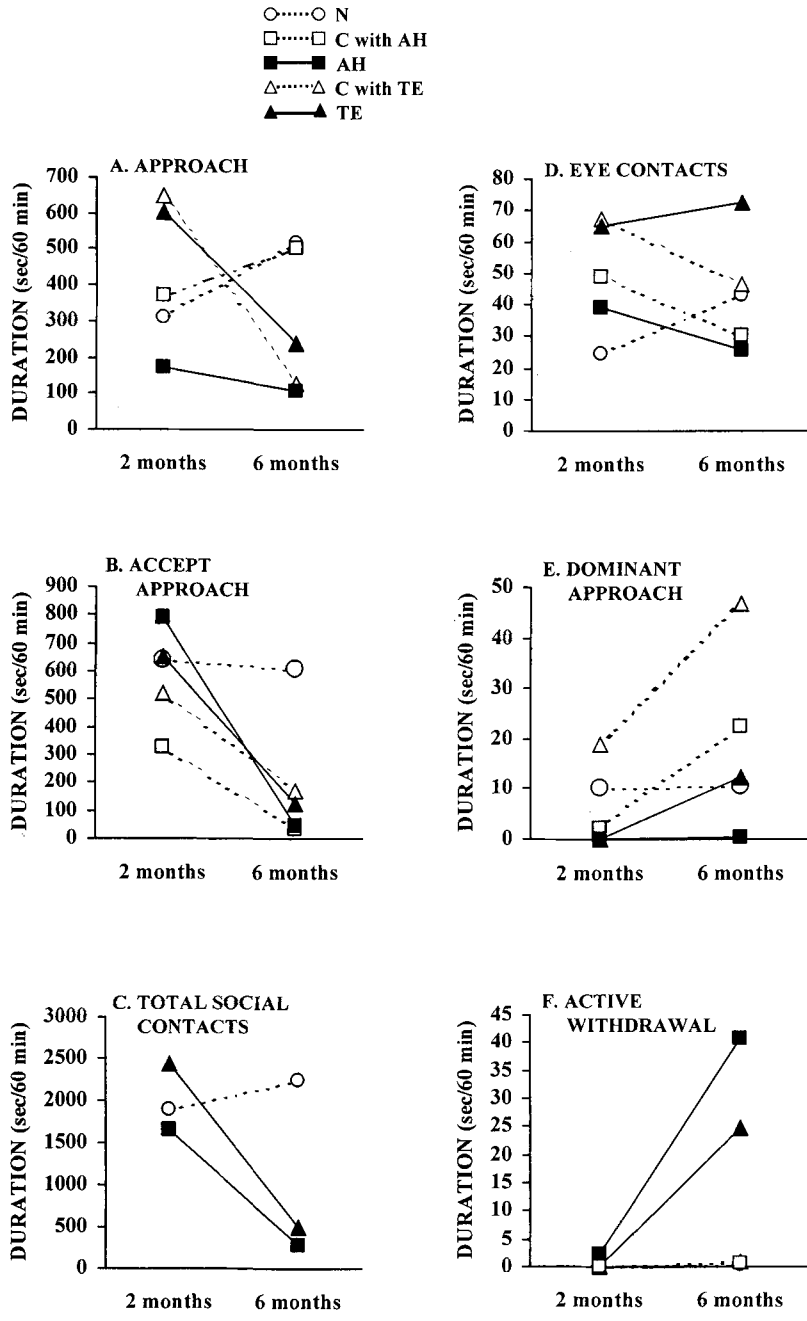 N
C with AH
AH
C with TE
TE
A. APPROACH
DURATION (sec/60 min)
700
600
500
400
300
200
100
0
2 months
6 months
D. EYE CONTACTS
DURATION (sec/60 min)
80
70
60
50
40
30
20
10
0
2 months
6 months
B. ACCEPT
APPROACH
DURATION (sec/60 min)
900
800
700
600
500
400
300
200
100
0
2 months
6 months
E. DOMINANT
APPROACH
DURATION (sec/60 min)
50
40
30
20
10
0
2 months
6 months
C. TOTAL SOCIAL
CONTACTS
DURATION (sec/60 min)
3000
2500
2000
1500
1000
500
0
2 months
6 months
F. ACTIVE
WITHDRAWAL
DURATION (sec/60 min)
45
40
35
30
25
20
15
10
5
0
2 months
6 months